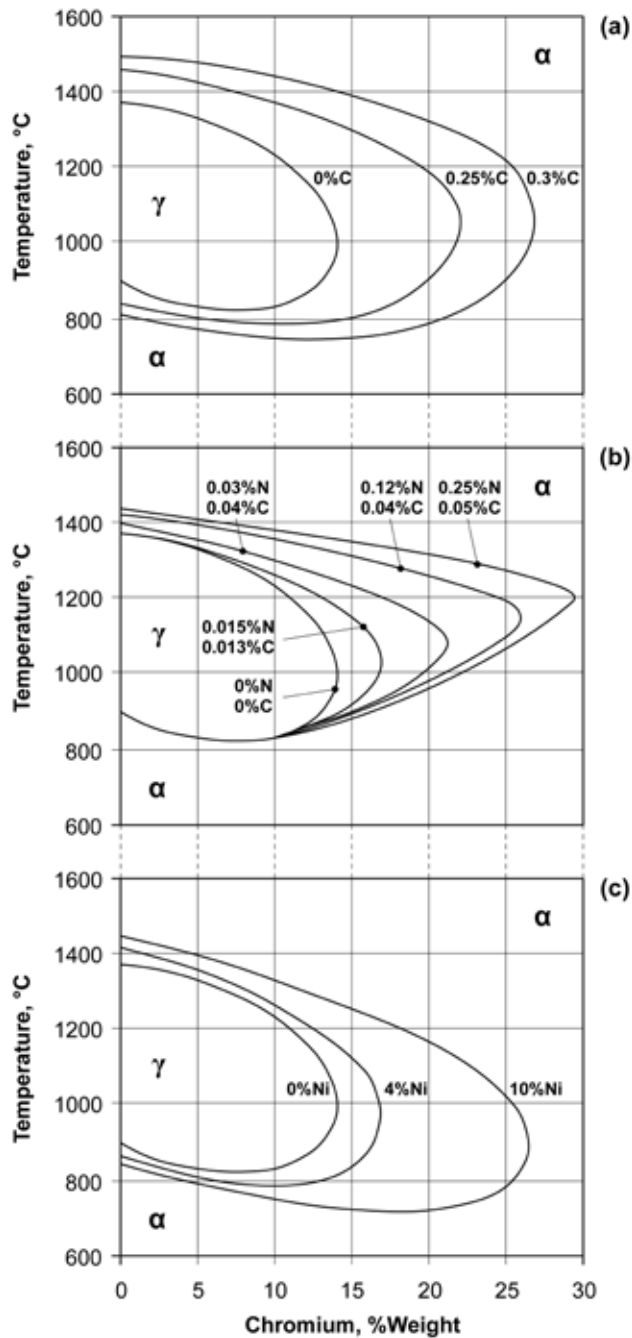 (a)
1600
1400
1200
1000
800
600
Temperature, °C
α
0%C
0.25%C
0.3%C
γ
α
(b)
1600
1400
1200
1000
800
600
Temperature, °C
α
0.03%N
0.04%C
0.12%N
0.04%C
0.25%N
0.05%C
γ
0.015%N
0.013%C
0%N
0%C
α
(c)
1600
1400
1200
1000
800
600
Temperature, °C
α
γ
0%Ni
4%Ni
10%Ni
α
0 5 10 15 20 25 30
Chromium, %Weight